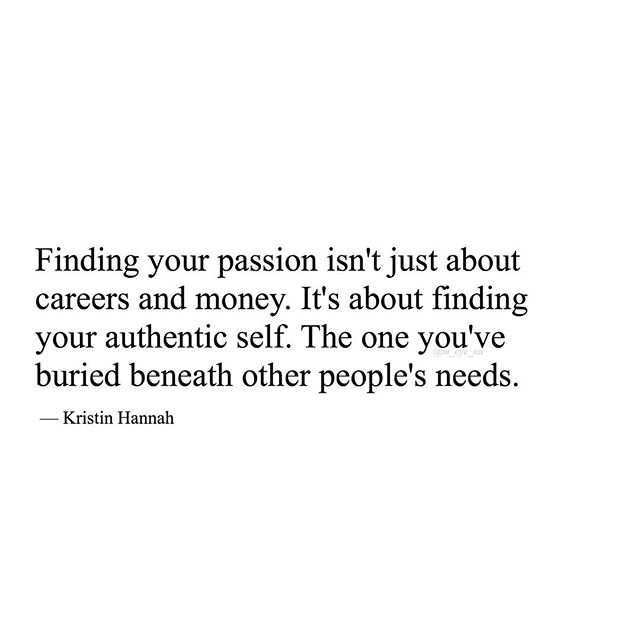 Finding your passion isn't just about
careers and money. It's about finding
your authentic self. The one you've
buried beneath other people's needs.
— Kristin Hannah